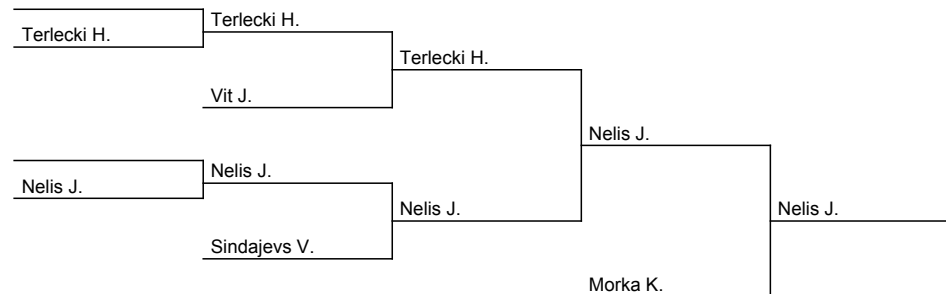 Terlecki H.
Terlecki H.
Terlecki H.
Vit J.
Nelis J.
Nelis J.
Nelis J.
Nelis J.
Nelis J.
Sindajevs V.
Morka K.